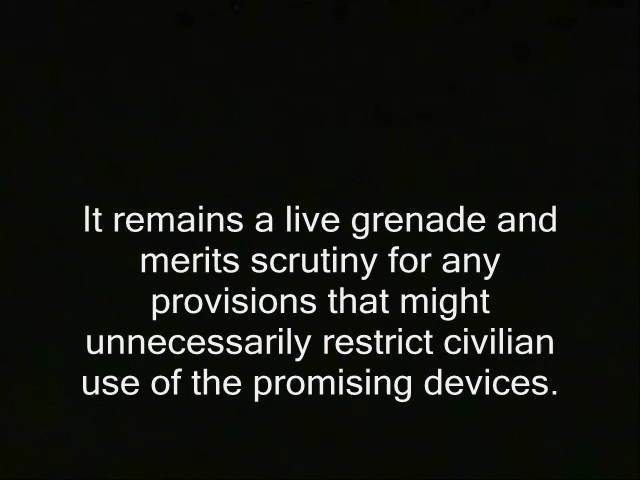 It remains a live grenade and
merits scrutiny for any
provisions that might
unnecessarily restrict civilian
use of the promising devices.